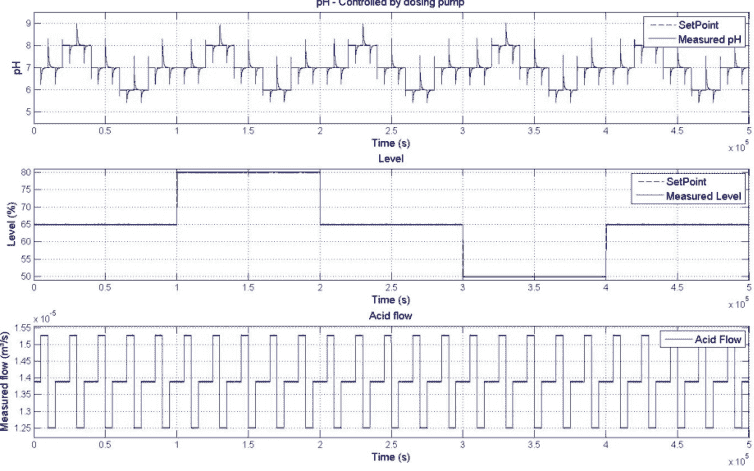 pH - Controlled by dosing pump
9
8
7
6
5
pH
SetPoint
Measured pH
0 0.5 1 1.5 2 2.5 3 3.5 4 4.5 5
Time (s)
x 10^5
Level
80
75
70
65
60
55
50
Level (%)
SetPoint
Measured Level
0 0.5 1 1.5 2 2.5 3 3.5 4 4.5 5
Time (s)
x 10^5
Acid flow
x 10^-5
1.55
1.5
1.45
1.4
1.35
1.3
1.25
Measured flow (m³/s)
Acid Flow
0 0.5 1 1.5 2 2.5 3 3.5 4 4.5 5
Time (s)
x 10^5